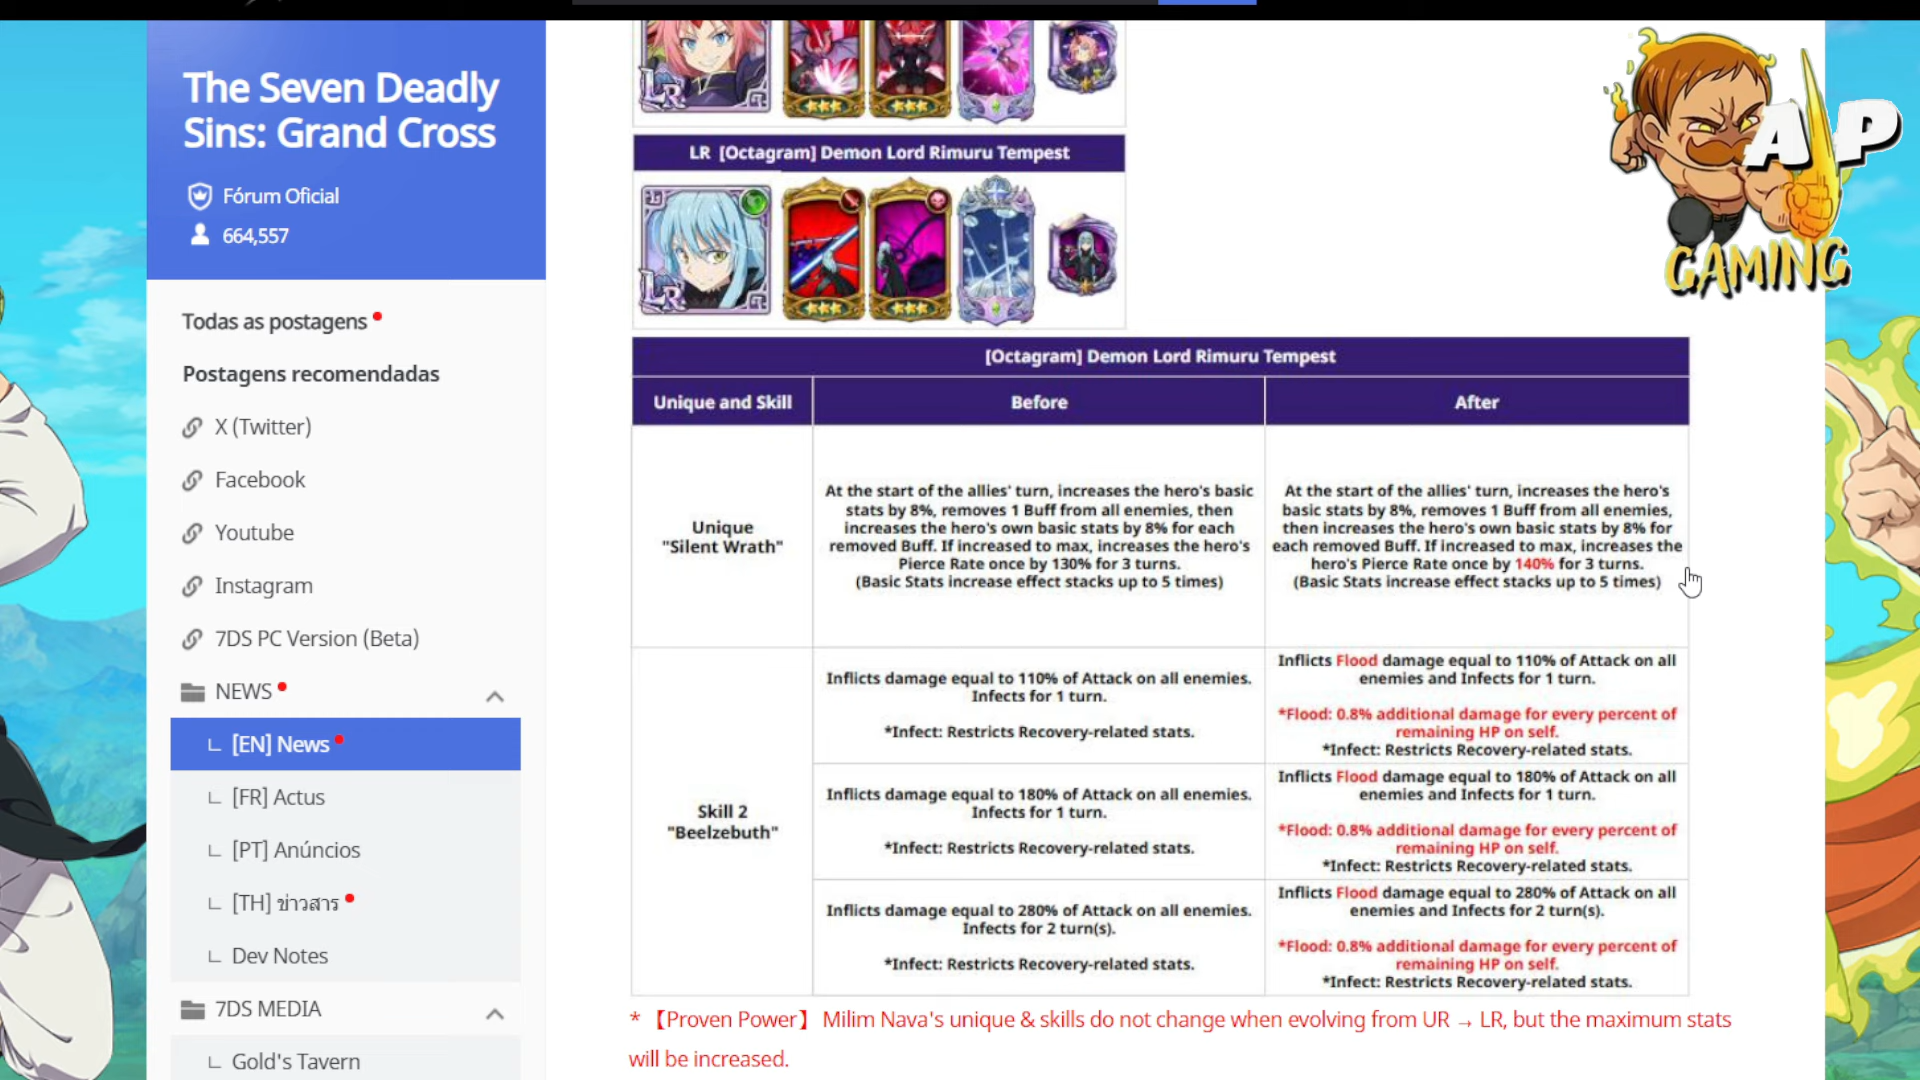 The Seven Deadly
Sins: Grand Cross
Fórum Oficial
664,557
Todas as postagens
Postagens recomendadas
X (Twitter)
Facebook
Youtube
Instagram
7DS PC Version (Beta)
NEWS
[EN] News
[FR] Actus
[PT] Anúncios
[TH] ข่าวสาร
Dev Notes
7DS MEDIA
Gold's Tavern
LR
LR [Octagram] Demon Lord Rimuru Tempest
LR
[Octagram] Demon Lord Rimuru Tempest
Unique and Skill
Before
After
Unique
"Silent Wrath"
At the start of the allies' turn, increases the hero's basic
stats by 8%, removes 1 Buff from all enemies, then
increases the hero's own basic stats by 8% for each
removed Buff. If increased to max, increases the hero's
Pierce Rate once by 130% for 3 turns.
(Basic Stats increase effect stacks up to 5 times)
At the start of the allies' turn, increases the hero's
basic stats by 8%, removes 1 Buff from all enemies,
then increases the hero's own basic stats by 8% for
each removed Buff. If increased to max, increases the
hero's Pierce Rate once by 140% for 3 turns.
(Basic Stats increase effect stacks up to 5 times)
Skill 2
"Beelzebuth"
Inflicts damage equal to 110% of Attack on all enemies.
Infects for 1 turn.
*Infect: Restricts Recovery-related stats.
Inflicts Flood damage equal to 110% of Attack on all
enemies and Infects for 1 turn.
*Flood: 0.8% additional damage for every percent of
remaining HP on self.
*Infect: Restricts Recovery-related stats.
Inflicts damage equal to 180% of Attack on all enemies.
Infects for 1 turn.
*Infect: Restricts Recovery-related stats.
Inflicts Flood damage equal to 180% of Attack on all
enemies and Infects for 1 turn.
*Flood: 0.8% additional damage for every percent of
remaining HP on self.
*Infect: Restricts Recovery-related stats.
Inflicts damage equal to 280% of Attack on all enemies.
Infects for 2 turn(s).
*Infect: Restricts Recovery-related stats.
Inflicts Flood damage equal to 280% of Attack on all
enemies and Infects for 2 turn(s).
*Flood: 0.8% additional damage for every percent of
remaining HP on self.
*Infect: Restricts Recovery-related stats.
* 【Proven Power】 Milim Nava's unique & skills do not change when evolving from UR → LR, but the maximum stats
will be increased.
AP
GAMING